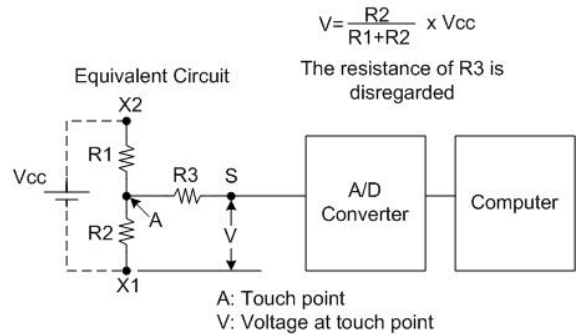 V= R2 / R1+R2 x Vcc
The resistance of R3 is
disregarded
Equivalent Circuit
X2
R1
R3
S
Vcc
A
R2
V
X1
A/D
Converter
Computer
A: Touch point
V: Voltage at touch point